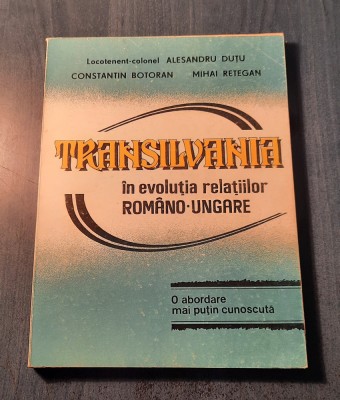 Locotenent-colonel ALESANDRU DUȚU
CONSTANTIN BOTORAN MIHAI RETEGAN
TRANSILVANIA
în evoluția relațiilor
ROMÂNO-UNGARE
O abordare
mai puțin cunoscută